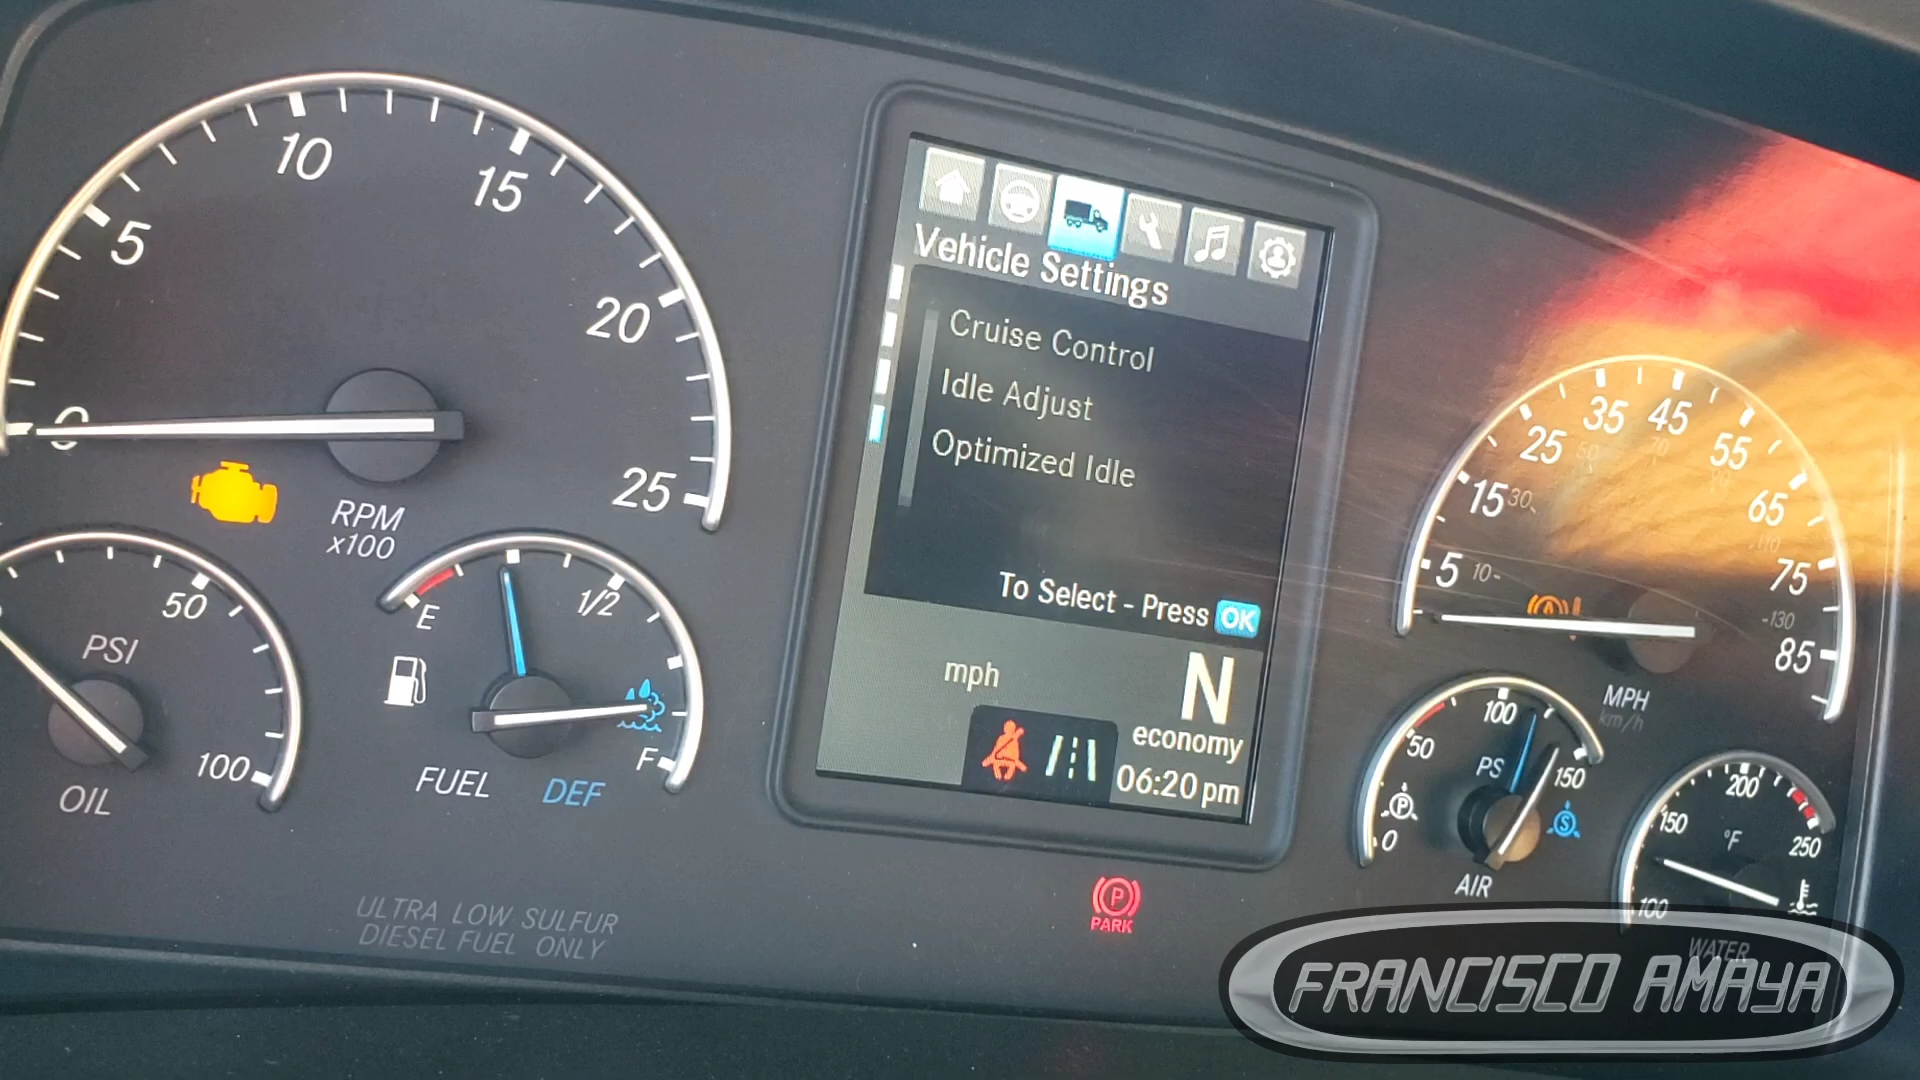 10
15
5
20
0
25
RPM
x100
50
PSI
100
OIL
E
1/2
F
FUEL
DEF
ULTRA LOW SULFUR
DIESEL FUEL ONLY
Vehicle Settings
Cruise Control
Idle Adjust
Optimized Idle
To Select - Press OK
mph
N
economy
06:20 pm
P
PARK
35
45
25
55
15
30
65
5
10
75
130
85
MPH
km/h
100
50
150
P
S
0
AIR
200
150
°F
250
100
WATER
FRANCISCO AMAYA